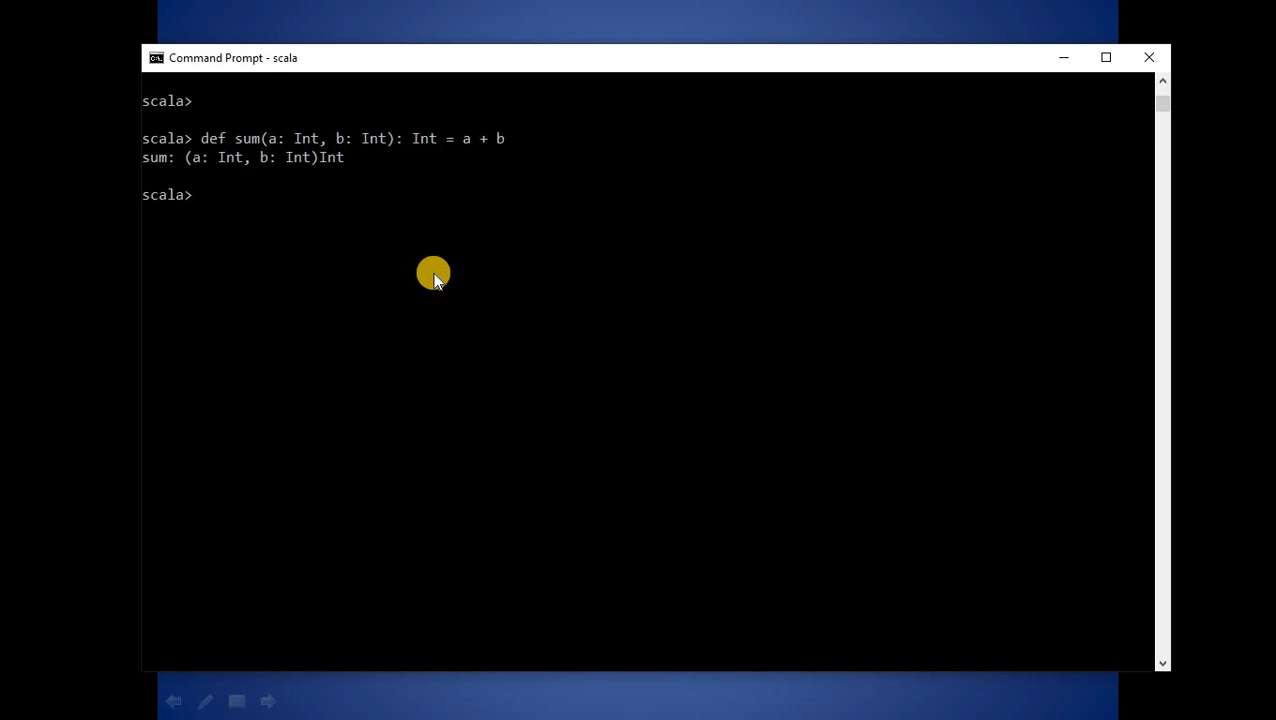 Command Prompt - scala
scala>
scala> def sum(a: Int, b: Int): Int = a + b
sum: (a: Int, b: Int)Int
scala>